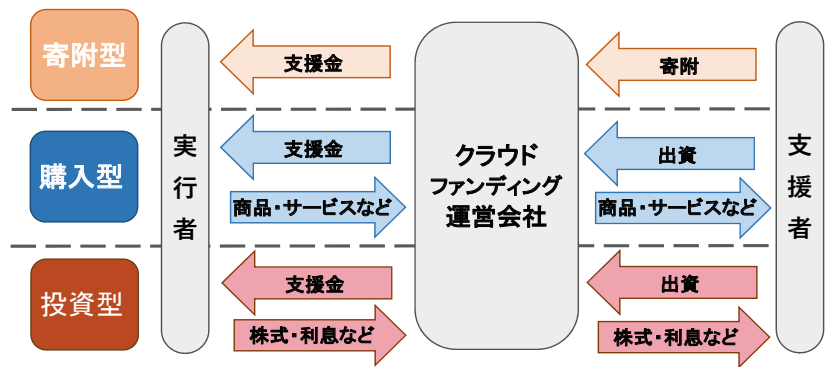 寄附型
支援金
寄附
購入型
実行者
支援金
商品・サービスなど
クラウド
ファンディング
運営会社
出資
商品・サービスなど
支援者
投資型
支援金
株式・利息など
出資
株式・利息など